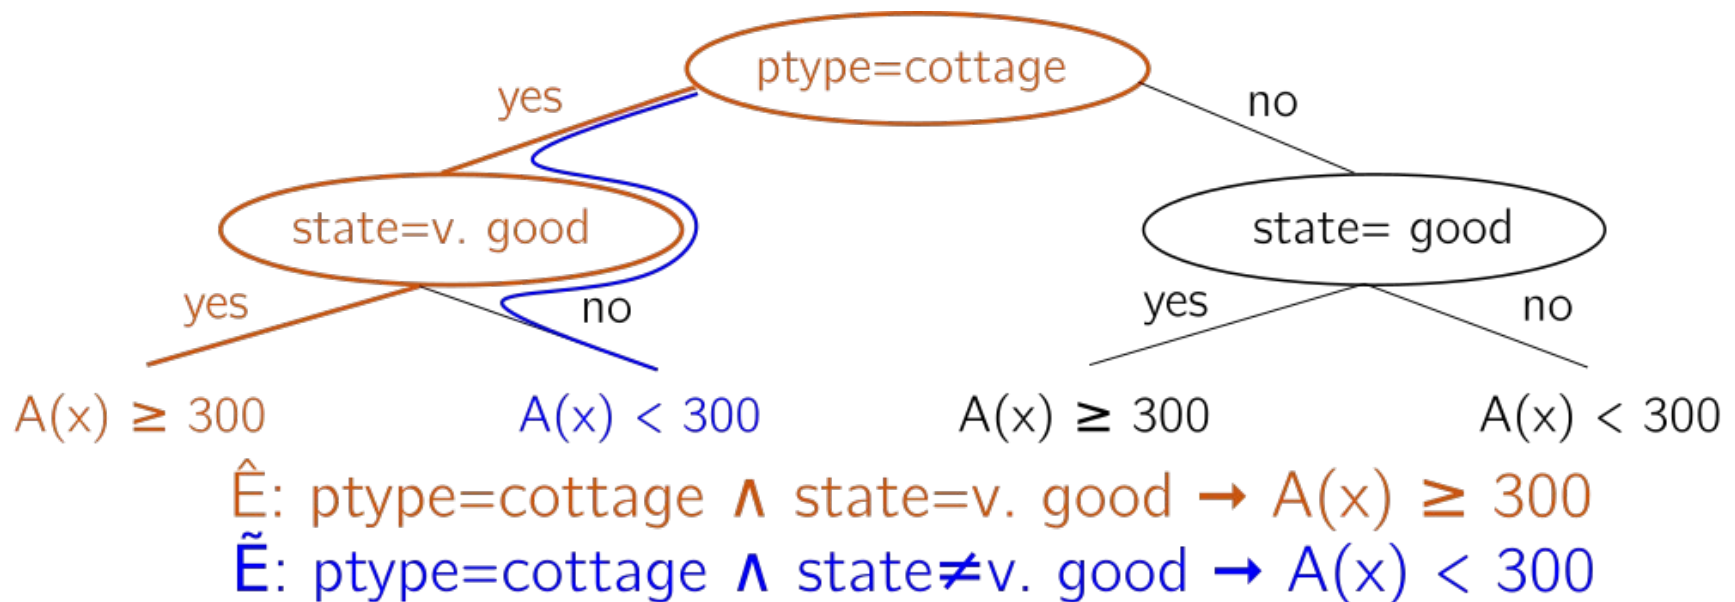 ptype=cottage
yes
no
state=v. good
state= good
yes
no
yes
no
A(x) ≥ 300
A(x) < 300
A(x) ≥ 300
A(x) < 300
Ê: ptype=cottage ∧ state=v. good → A(x) ≥ 300
Ẽ: ptype=cottage ∧ state≠v. good → A(x) < 300